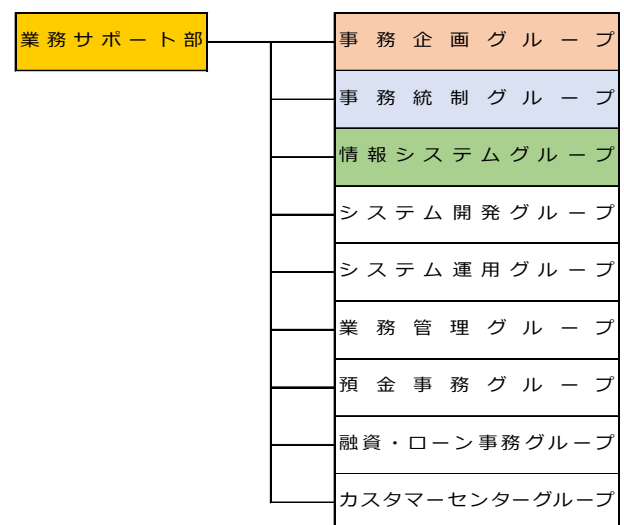 業務サポート部
事務企画グループ
事務統制グループ
情報システムグループ
システム開発グループ
システム運用グループ
業務管理グループ
預金事務グループ
融資・ローン事務グループ
カスタマーセンターグループ